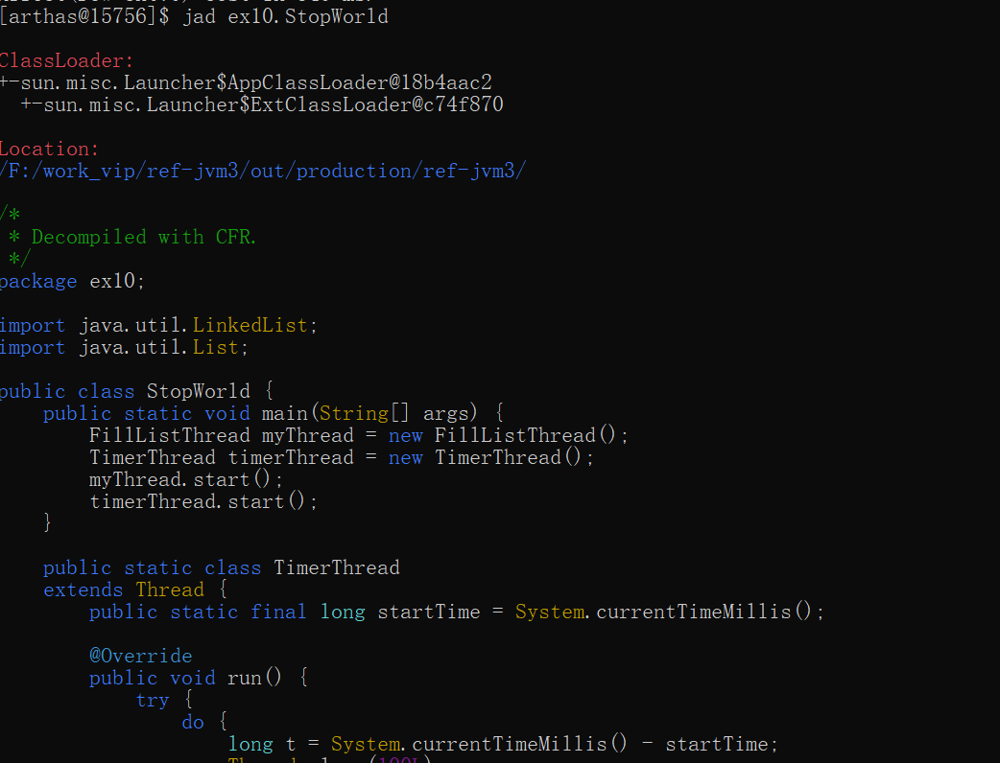 [arthas@15756]$ jad ex10.StopWorld
ClassLoader:
+-sun.misc.Launcher$AppClassLoader@18b4aac2
+-sun.misc.Launcher$ExtClassLoader@c74f870
Location:
/F:/work_vip/ref-jvm3/out/production/ref-jvm3/
/*
* Decompiled with CFR.
*/
package ex10;
import java.util.LinkedList;
import java.util.List;
public class StopWorld {
public static void main(String[] args) {
FillListThread myThread = new FillListThread();
TimerThread timerThread = new TimerThread();
myThread.start();
timerThread.start();
}
public static class TimerThread
extends Thread {
public static final long startTime = System.currentTimeMillis();
@Override
public void run() {
try {
do {
long t = System.currentTimeMillis() - startTime;